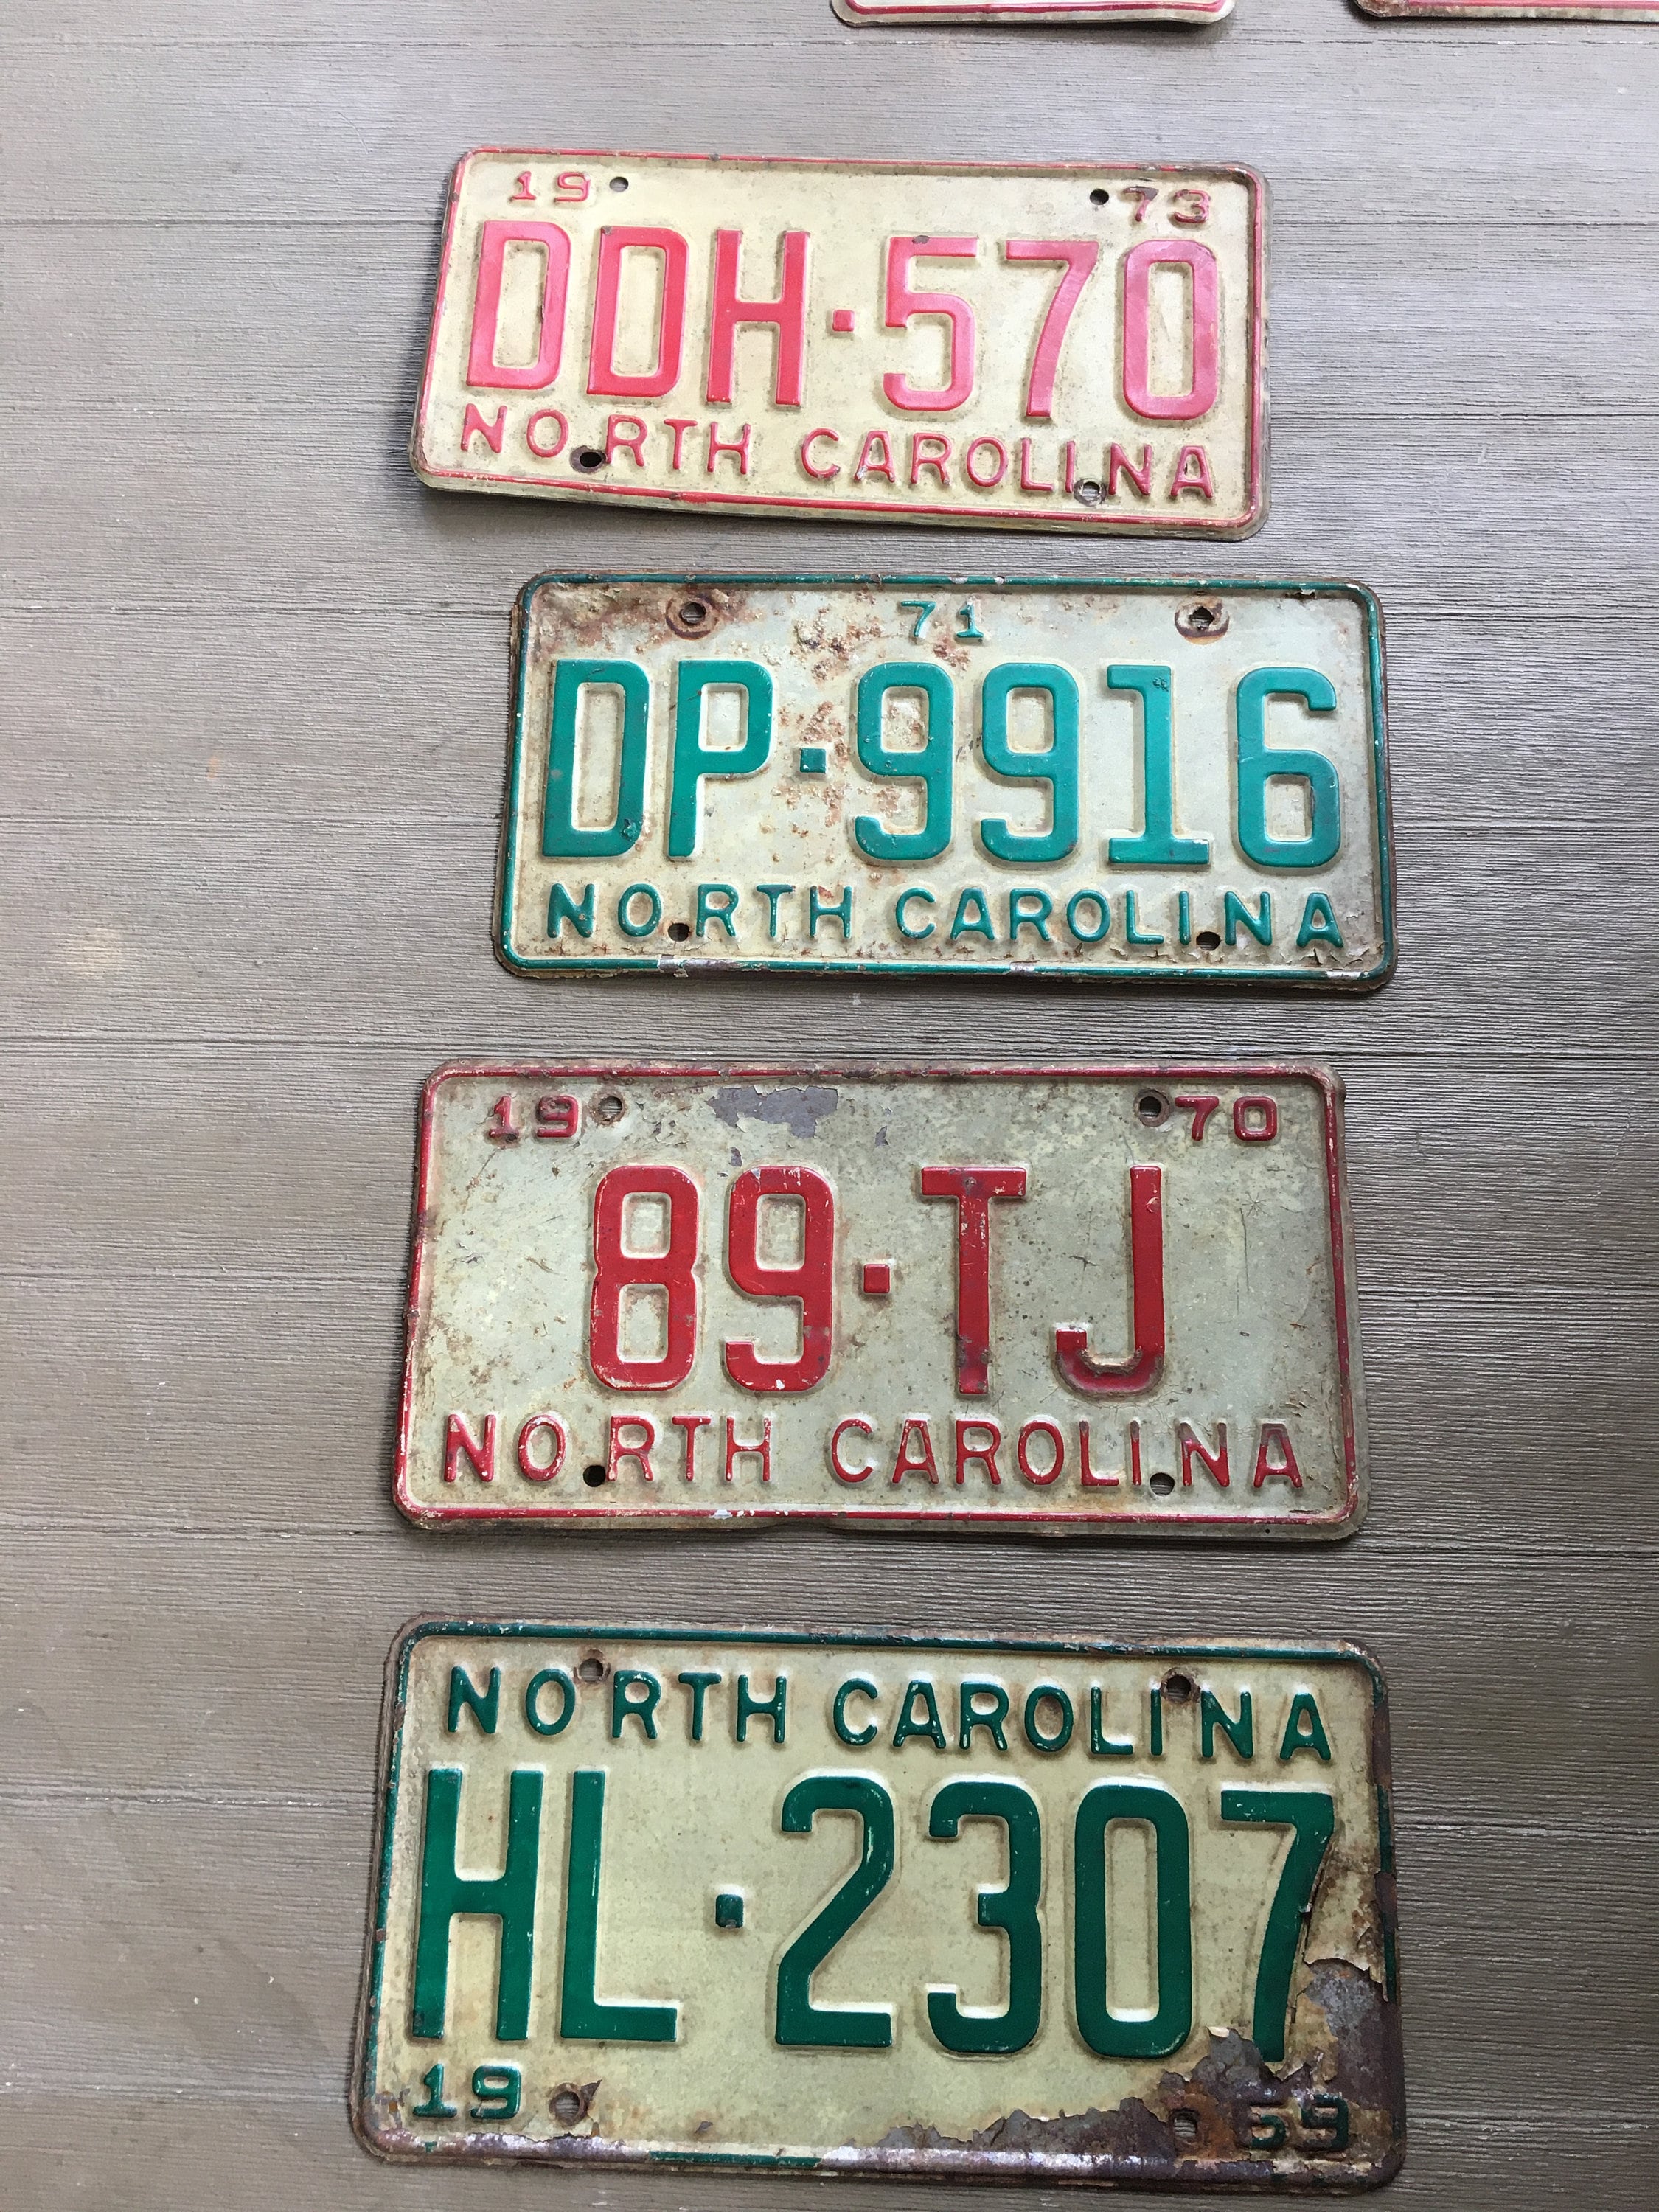 19 73
DDH·570
NORTH CAROLINA
71
DP·9916
NORTH CAROLINA
19 70
89·TJ
NORTH CAROLINA
NORTH CAROLINA
HL·2307
19 69